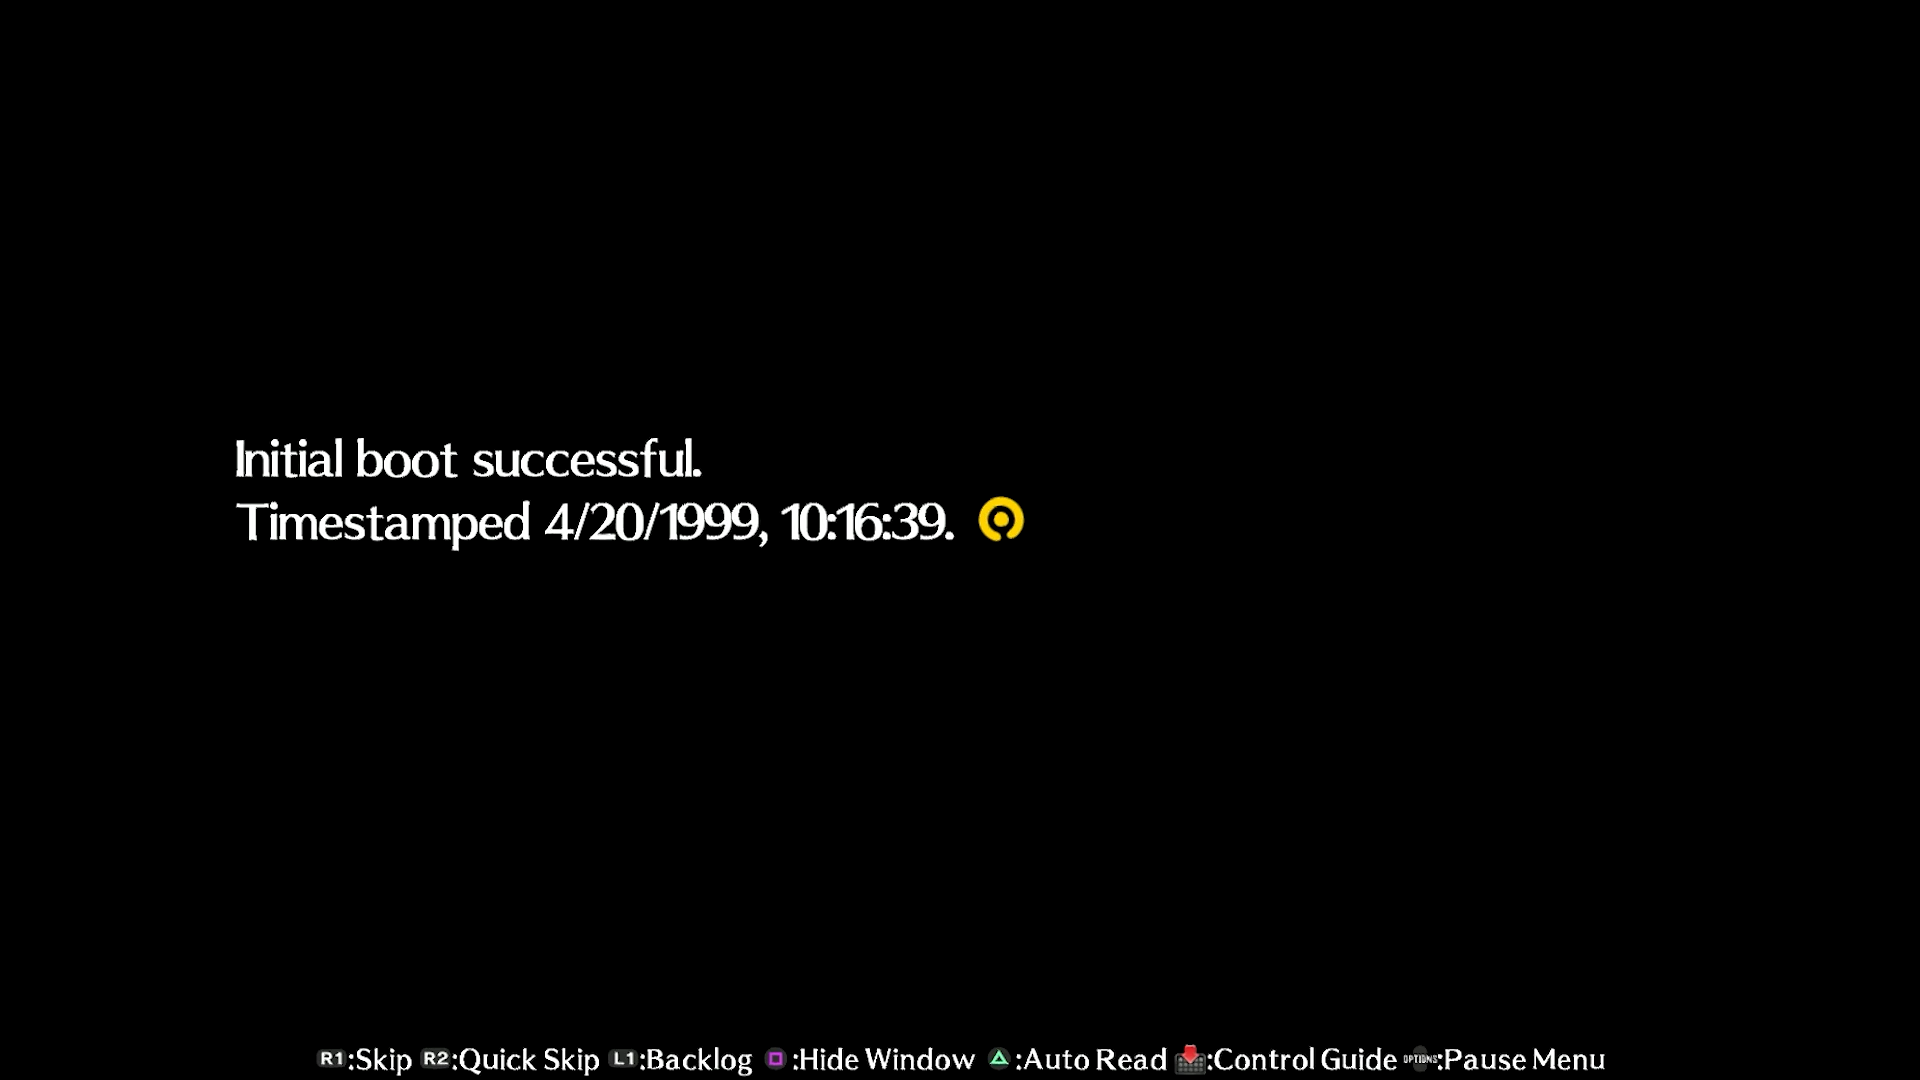 Initial boot successful.
Timestamped 4/20/1999, 10:16:39.
R1:Skip R2:Quick Skip L1:Backlog :Hide Window :Auto Read :Control Guide OPTIONS:Pause Menu